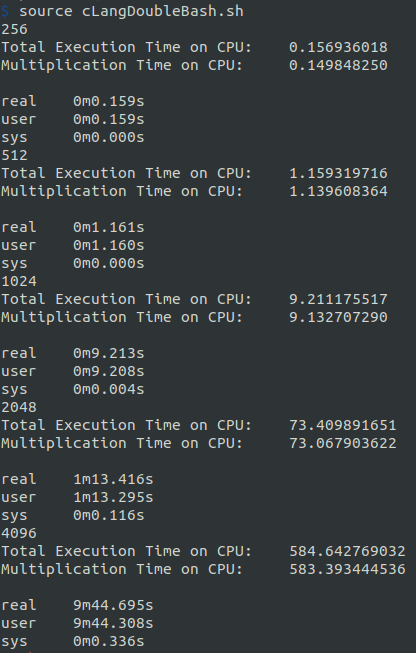 $ source cLangDoubleBash.sh
256
Total Execution Time on CPU: 0.156936018
Multiplication Time on CPU: 0.149848250
real 0m0.159s
user 0m0.159s
sys 0m0.000s
512
Total Execution Time on CPU: 1.159319716
Multiplication Time on CPU: 1.139608364
real 0m1.161s
user 0m1.160s
sys 0m0.000s
1024
Total Execution Time on CPU: 9.211175517
Multiplication Time on CPU: 9.132707290
real 0m9.213s
user 0m9.208s
sys 0m0.004s
2048
Total Execution Time on CPU: 73.409891651
Multiplication Time on CPU: 73.067903622
real 1m13.416s
user 1m13.295s
sys 0m0.116s
4096
Total Execution Time on CPU: 584.642769032
Multiplication Time on CPU: 583.393444536
real 9m44.695s
user 9m44.308s
sys 0m0.336s